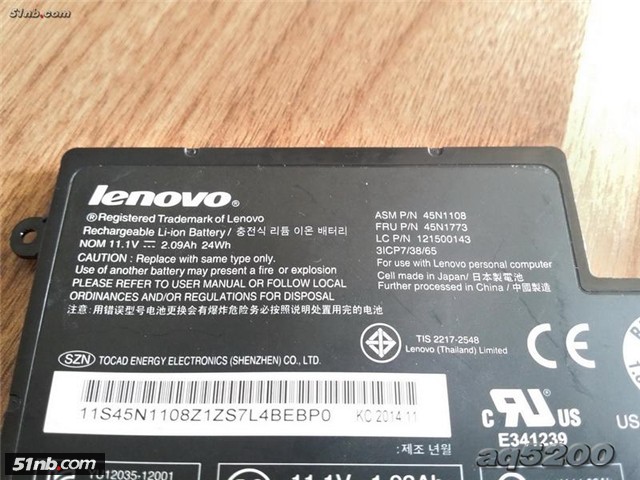 51nb.com
lenovo®
®Registered Trademark of Lenovo
Rechargeable Li-ion Battery / 충전식 리튬 이온 배터리
NOM 11.1V 2.09Ah 24Wh
CAUTION : Replace with same type only.
Use of another battery may present a fire or explosion
PLEASE REFER TO USER MANUAL OR FOLLOW LOCAL
ORDINANCES AND/OR REGULATIONS FOR DISPOSAL
注意: 用错误型号电池更换会有爆炸危险务必按照说明处置用完的电池
ASM P/N 45N1108
FRU P/N 45N1773
LC P/N 121500143
3ICP7/38/65
For use with Lenovo personal computer
Cell made in Japan/ 日本製電池
Further processed in China / 中國製造
TIS 2217-2548
Lenovo (Thailand) Limited
SZN TOCAD ENERGY ELECTRONICS (SHENZHEN) CO., LTD.
11S45N1108Z1ZS7L4BEBP0 KC 2014.11
C US
E341239
US
: 제조 년월
YU12035-12001
aq5200
51nb.com